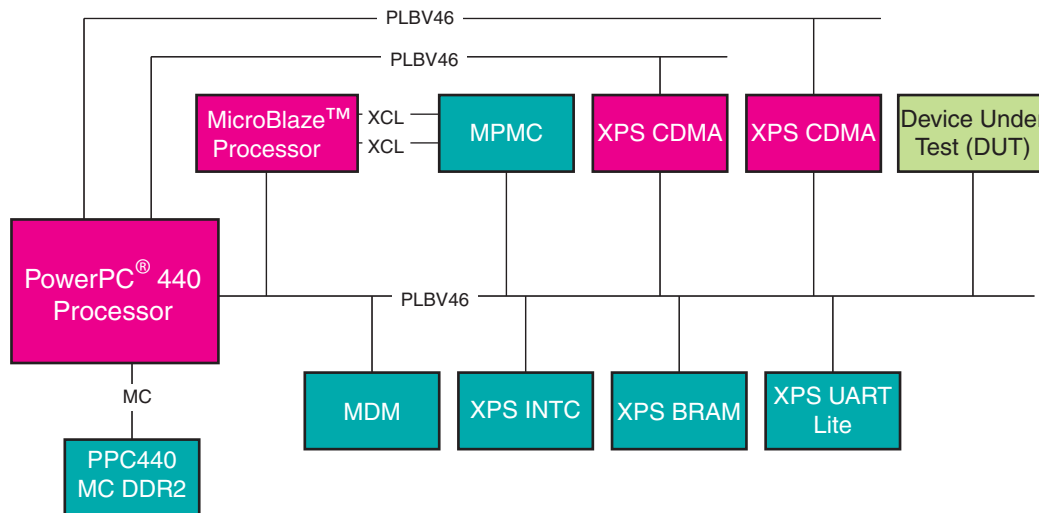 PLBV46
PLBV46
MicroBlaze™
Processor
XCL
XCL
MPMC
XPS CDMA
XPS CDMA
Device Under
Test (DUT)
PowerPC® 440
Processor
PLBV46
MC
MDM
XPS INTC
XPS BRAM
XPS UART
Lite
PPC440
MC DDR2